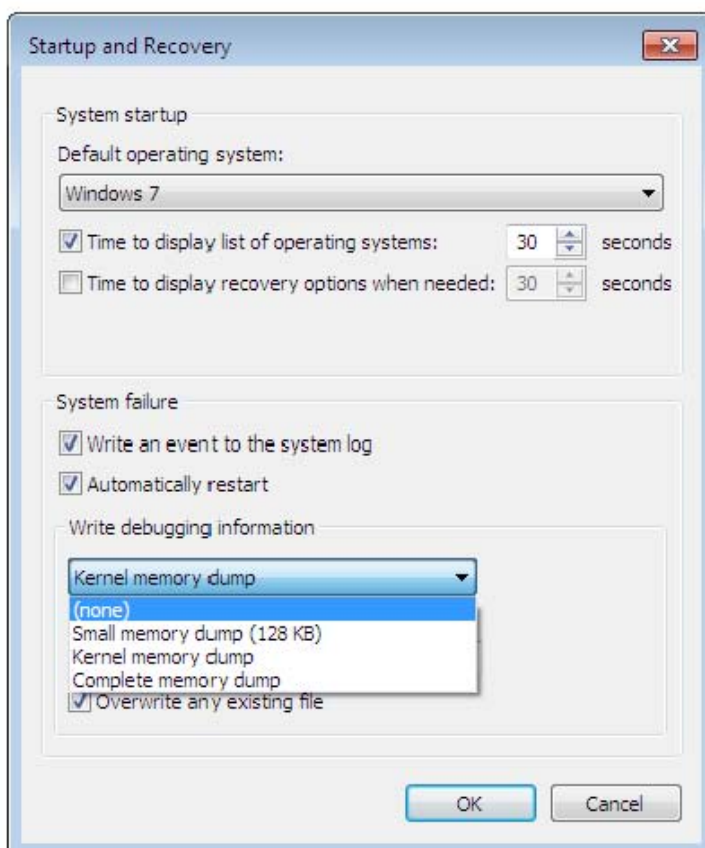 Startup and Recovery
System startup
Default operating system:
Windows 7
Time to display list of operating systems: 30 seconds
Time to display recovery options when needed: 30 seconds
System failure
Write an event to the system log
Automatically restart
Write debugging information
Kernel memory dump
(none)
Small memory dump (128 KB)
Kernel memory dump
Complete memory dump
Overwrite any existing file
OK Cancel